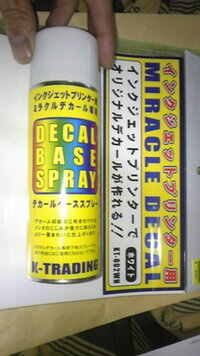 インクジェットプリンター用
ミラクルデカール専用
DECAL
BASE
SPRAY
デカールベーススプレー
K-TRADING
インクジェットプリンター用
MIRACLE DECAL
インクジェットプリンターで
オリジナルデカールが作れる!!
ホワイト
KT-002WH